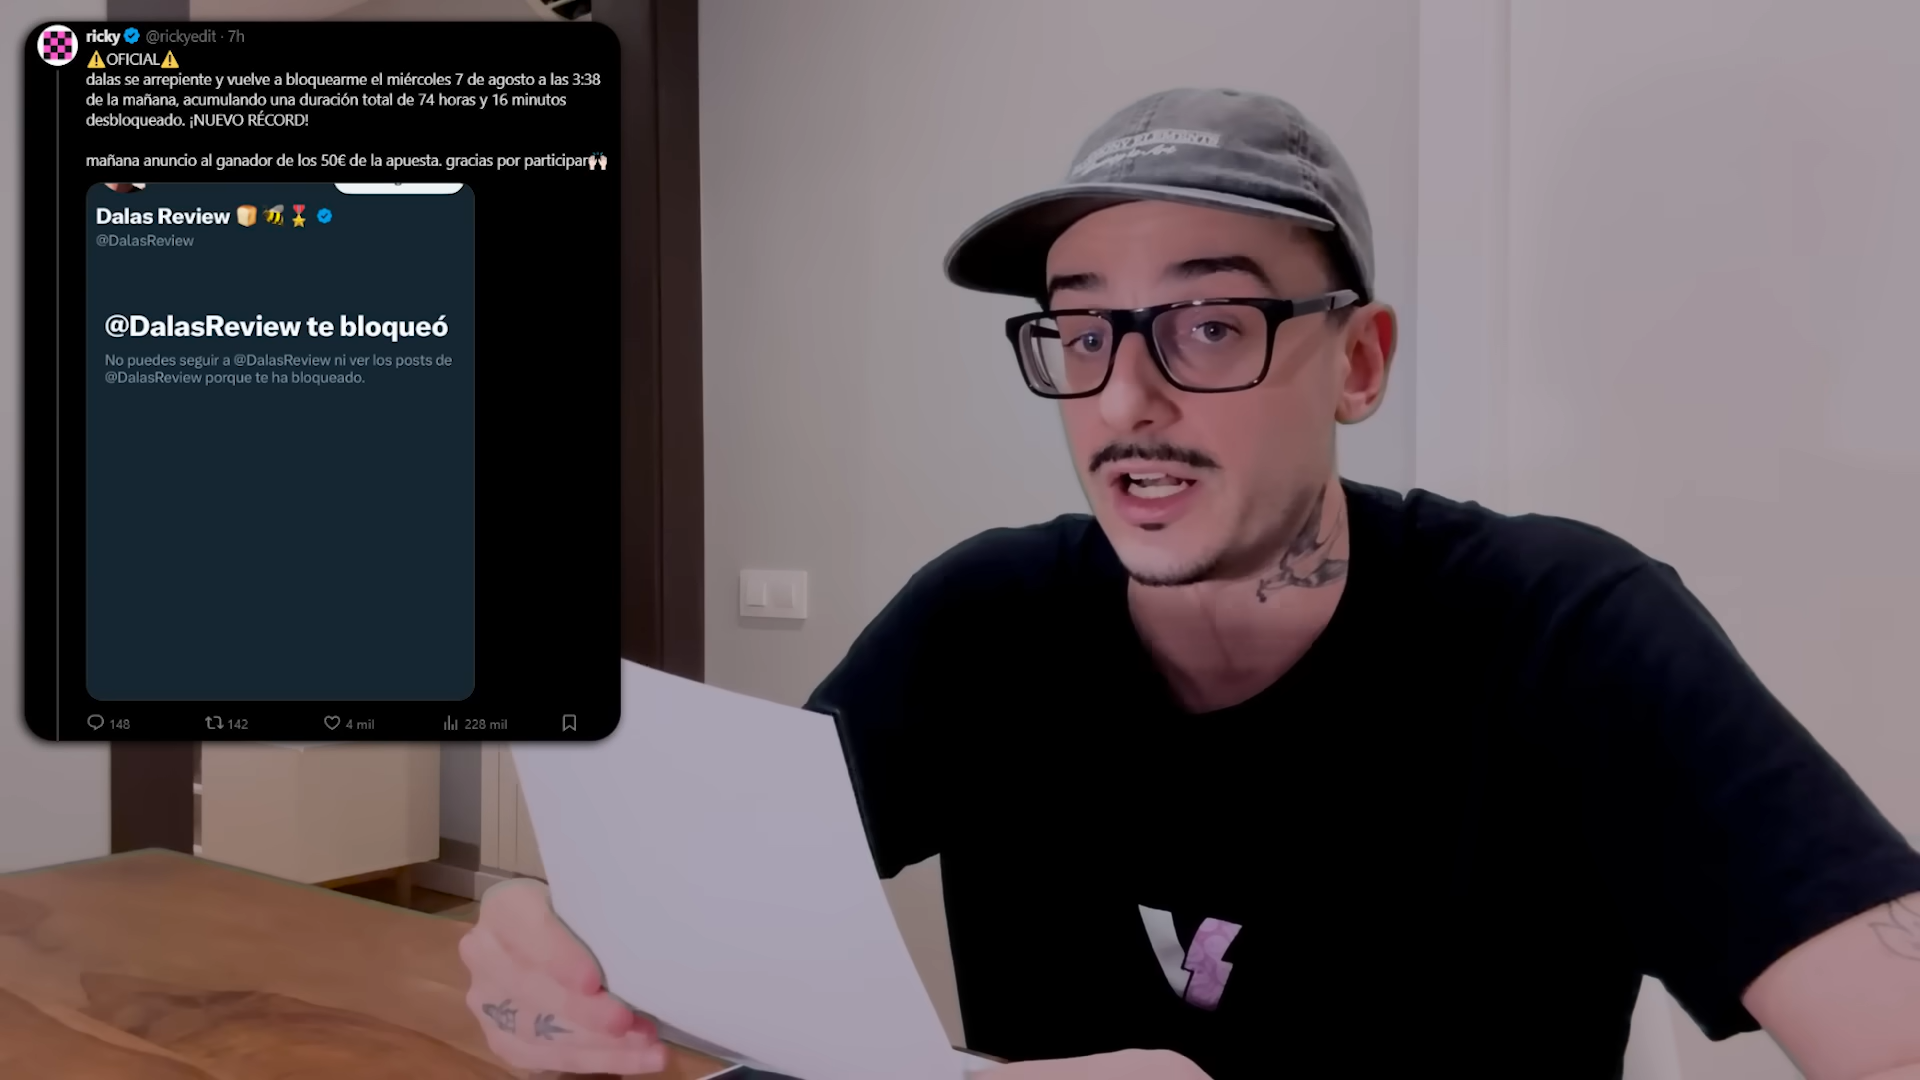 ricky @rickyedit · 7h
⚠️OFICIAL⚠️
dalas se arrepiente y vuelve a bloquearme el miércoles 7 de agosto a las 3:38
de la mañana, acumulando una duración total de 74 horas y 16 minutos
desbloqueado. ¡NUEVO RÉCORD!
mañana anuncio al ganador de los 50€ de la apuesta. gracias por participar🙌🏻
Dalas Review 🍞 🐝 🎖️
@DalasReview
@DalasReview te bloqueó
No puedes seguir a @DalasReview ni ver los posts de
@DalasReview porque te ha bloqueado.
148 142 4 mil 228 mil